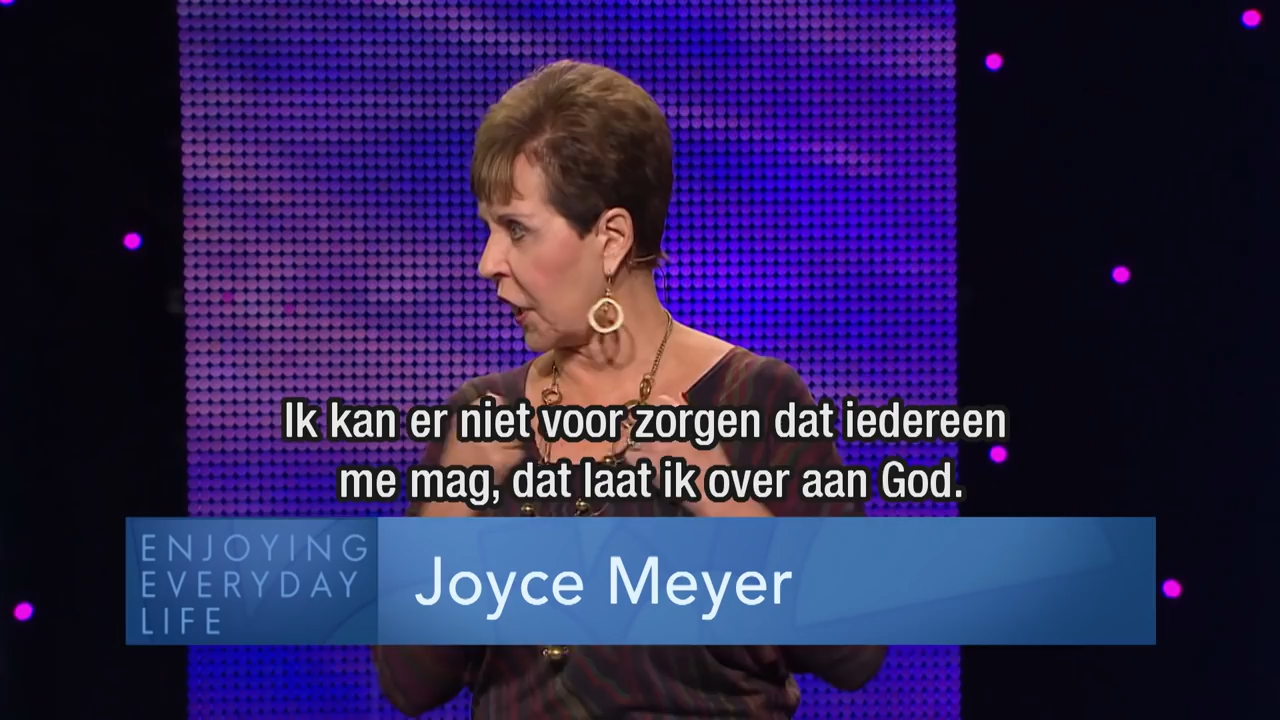 Ik kan er niet voor zorgen dat iedereen
me mag, dat laat ik over aan God.
ENJOYING
EVERYDAY
LIFE
Joyce Meyer